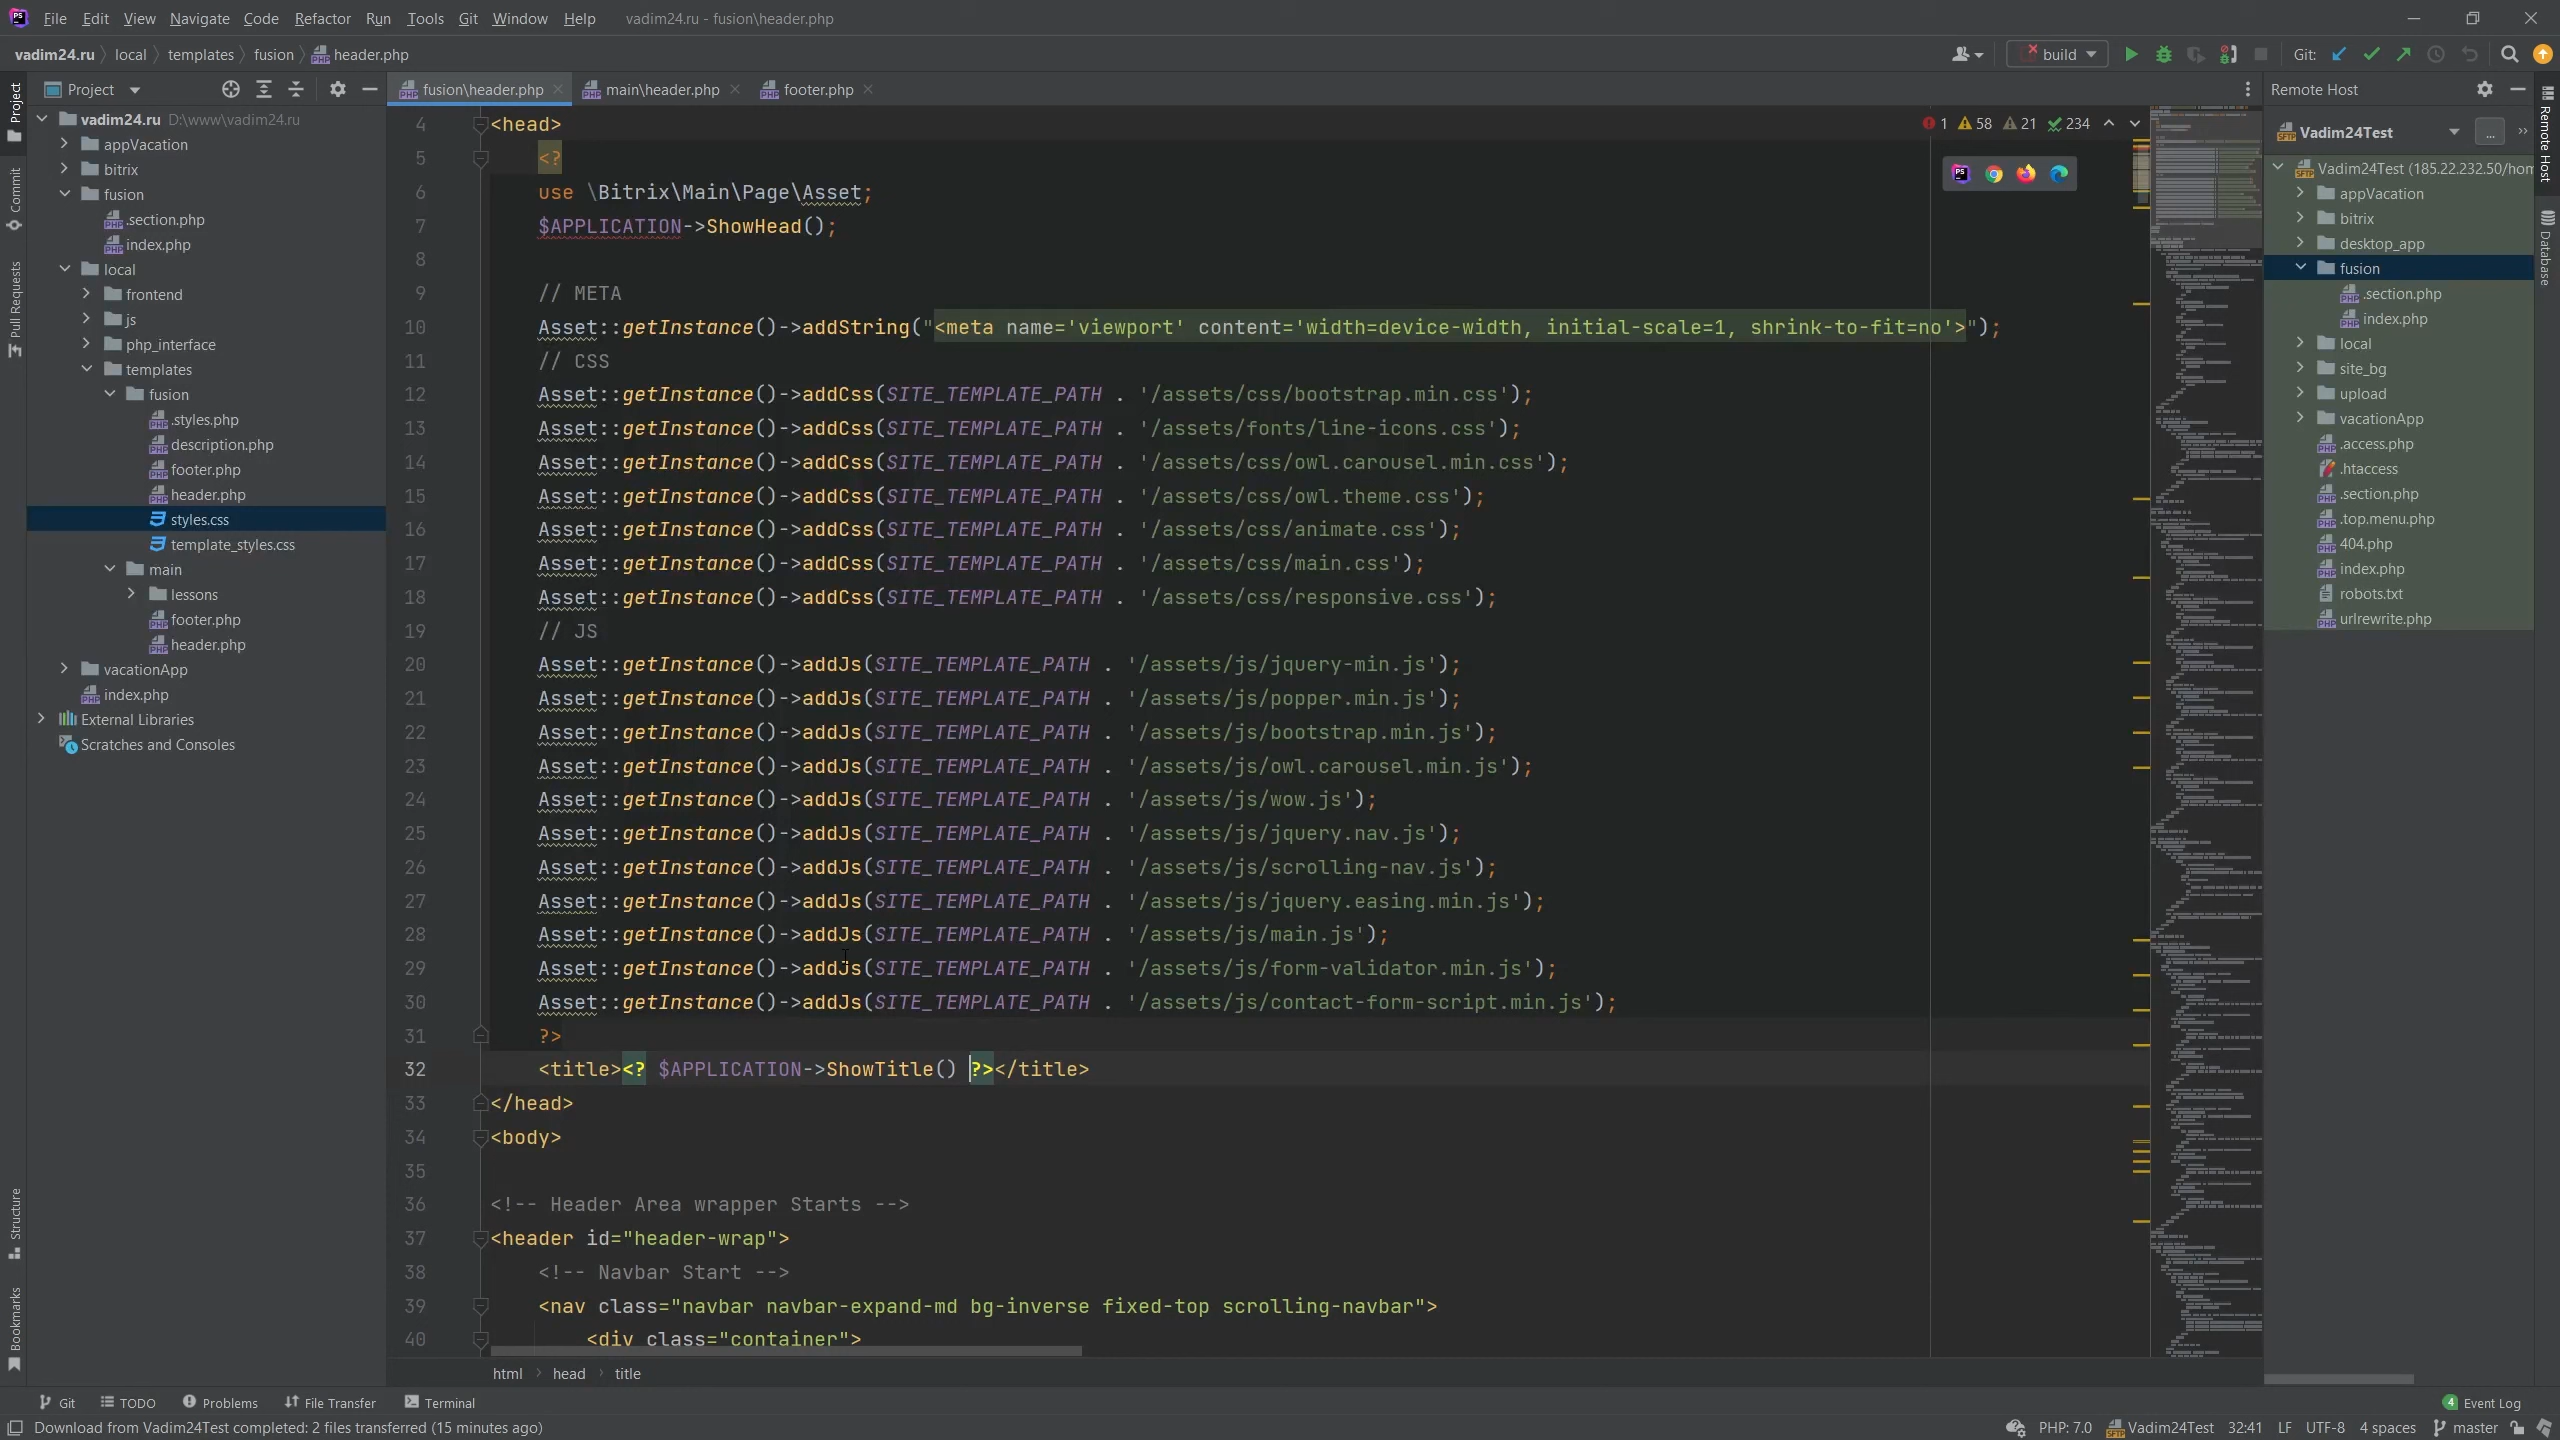 File Edit View Navigate Code Refactor Run Tools Git Window Help vadim24.ru - fusion\header.php
vadim24.ru local templates fusion header.php
build
Git:
Project
fusion\header.php
main\header.php
footer.php
Remote Host
Project
Commit
Pull Requests
Structure
Bookmarks
vadim24.ru D:\www\vadim24.ru
appVacation
bitrix
fusion
.section.php
index.php
local
frontend
js
php_interface
templates
fusion
.styles.php
description.php
footer.php
header.php
styles.css
template_styles.css
main
lessons
footer.php
header.php
vacationApp
index.php
External Libraries
Scratches and Consoles
1 58 21 234
4 <head>
5 <?
6 use \Bitrix\Main\Page\Asset;
7 $APPLICATION->ShowHead();
8
9 // META
10 Asset::getInstance()->addString("<meta name='viewport' content='width=device-width, initial-scale=1, shrink-to-fit=no'>");
11 // CSS
12 Asset::getInstance()->addCss(SITE_TEMPLATE_PATH . '/assets/css/bootstrap.min.css');
13 Asset::getInstance()->addCss(SITE_TEMPLATE_PATH . '/assets/fonts/line-icons.css');
14 Asset::getInstance()->addCss(SITE_TEMPLATE_PATH . '/assets/css/owl.carousel.min.css');
15 Asset::getInstance()->addCss(SITE_TEMPLATE_PATH . '/assets/css/owl.theme.css');
16 Asset::getInstance()->addCss(SITE_TEMPLATE_PATH . '/assets/css/animate.css');
17 Asset::getInstance()->addCss(SITE_TEMPLATE_PATH . '/assets/css/main.css');
18 Asset::getInstance()->addCss(SITE_TEMPLATE_PATH . '/assets/css/responsive.css');
19 // JS
20 Asset::getInstance()->addJs(SITE_TEMPLATE_PATH . '/assets/js/jquery-min.js');
21 Asset::getInstance()->addJs(SITE_TEMPLATE_PATH . '/assets/js/popper.min.js');
22 Asset::getInstance()->addJs(SITE_TEMPLATE_PATH . '/assets/js/bootstrap.min.js');
23 Asset::getInstance()->addJs(SITE_TEMPLATE_PATH . '/assets/js/owl.carousel.min.js');
24 Asset::getInstance()->addJs(SITE_TEMPLATE_PATH . '/assets/js/wow.js');
25 Asset::getInstance()->addJs(SITE_TEMPLATE_PATH . '/assets/js/jquery.nav.js');
26 Asset::getInstance()->addJs(SITE_TEMPLATE_PATH . '/assets/js/scrolling-nav.js');
27 Asset::getInstance()->addJs(SITE_TEMPLATE_PATH . '/assets/js/jquery.easing.min.js');
28 Asset::getInstance()->addJs(SITE_TEMPLATE_PATH . '/assets/js/main.js');
29 Asset::getInstance()->addJs(SITE_TEMPLATE_PATH . '/assets/js/form-validator.min.js');
30 Asset::getInstance()->addJs(SITE_TEMPLATE_PATH . '/assets/js/contact-form-script.min.js');
31 ?>
32 <title><? $APPLICATION->ShowTitle() ?></title>
33 </head>
34 <body>
35
36 <!-- Header Area wrapper Starts -->
37 <header id="header-wrap">
38 <!-- Navbar Start -->
39 <nav class="navbar navbar-expand-md bg-inverse fixed-top scrolling-navbar">
40 <div class="container">
html head title
Vadim24Test
...
Vadim24Test (185.22.232.50/hom
appVacation
bitrix
desktop_app
fusion
.section.php
index.php
local
site_bg
upload
vacationApp
.access.php
.htaccess
.section.php
.top.menu.php
404.php
index.php
robots.txt
urlrewrite.php
Remote Host
Database
Git TODO Problems File Transfer Terminal
4 Event Log
Download from Vadim24Test completed: 2 files transferred (15 minutes ago)
PHP: 7.0 Vadim24Test 32:41 LF UTF-8 4 spaces master